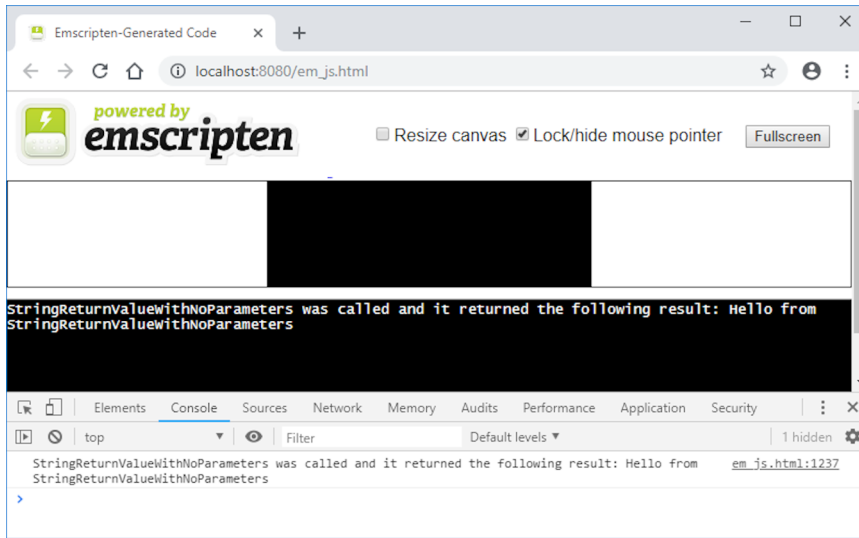 Emscripten-Generated Code
localhost:8080/em_js.html
powered by
emscripten
Resize canvas Lock/hide mouse pointer Fullscreen
StringReturnValueWithNoParameters was called and it returned the following result: Hello from
StringReturnValueWithNoParameters
Elements Console Sources Network Memory Audits Performance Application Security
top Filter Default levels 1 hidden
StringReturnValueWithNoParameters was called and it returned the following result: Hello from em_js.html:1237
StringReturnValueWithNoParameters